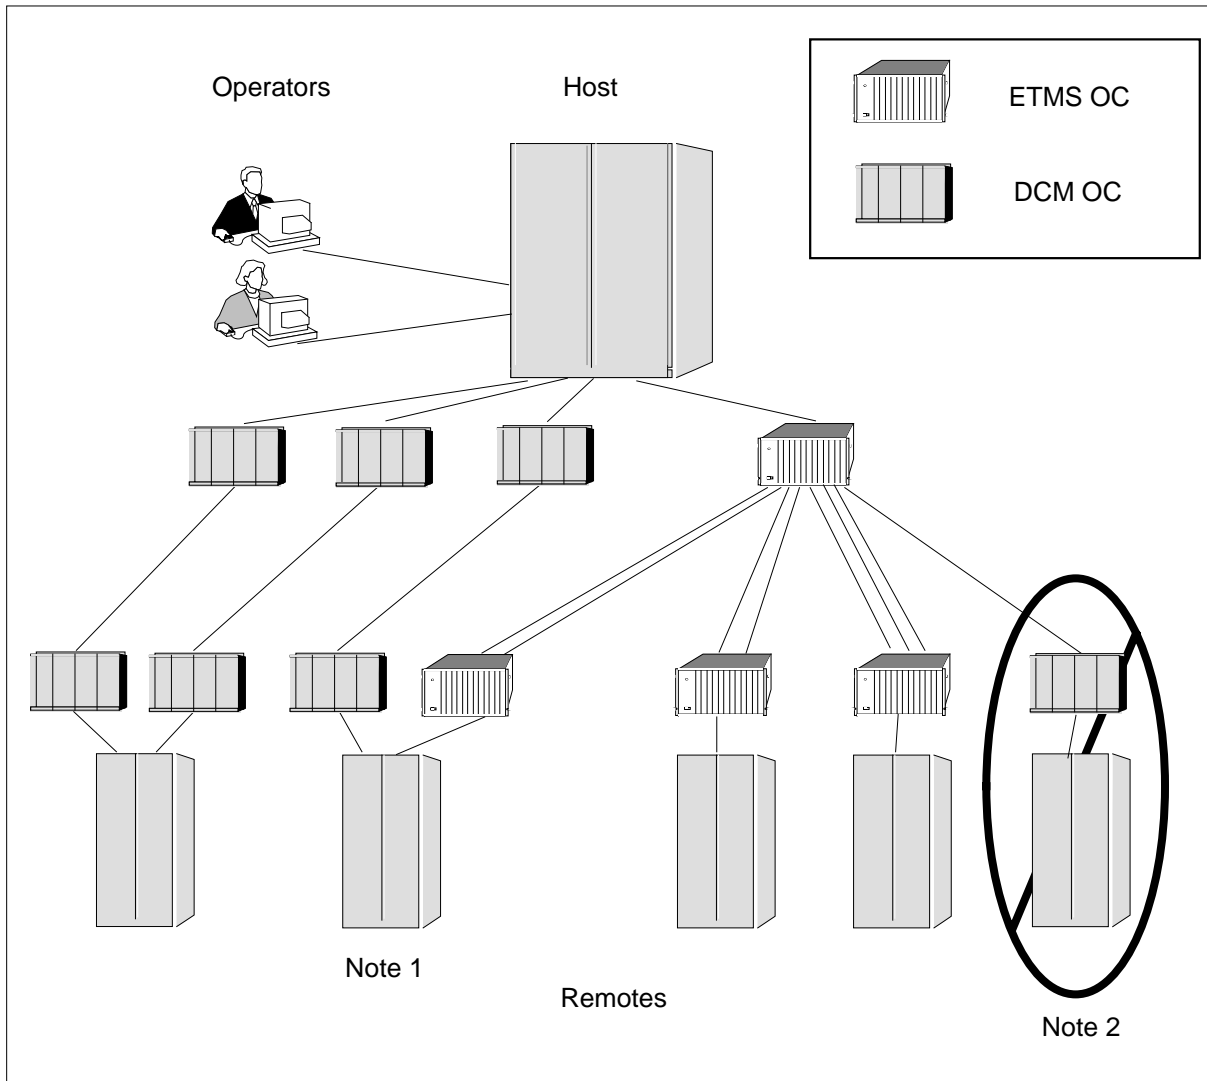 Operators
Host
ETMS OC
DCM OC
Note 1
Remotes
Note 2